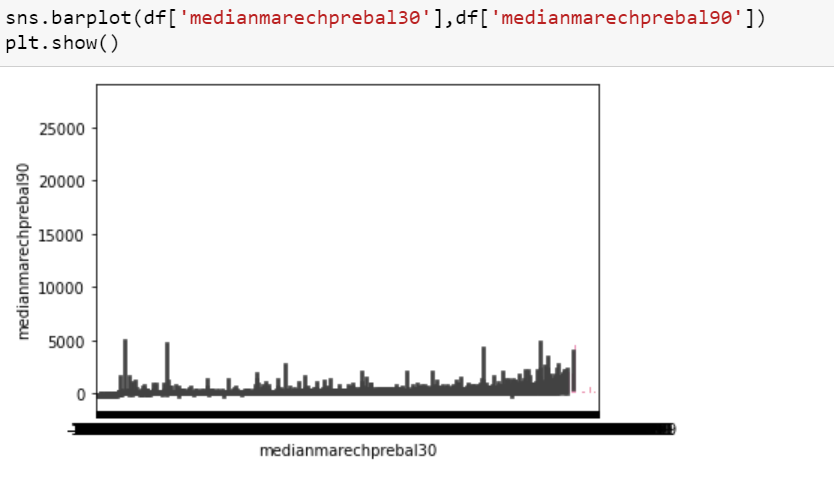 sns.barplot(df['medianmarechprebal30'],df['medianmarechprebal90'])
plt.show()
25000
20000
15000
10000
5000
0
medianmarechprebal90
medianmarechprebal30